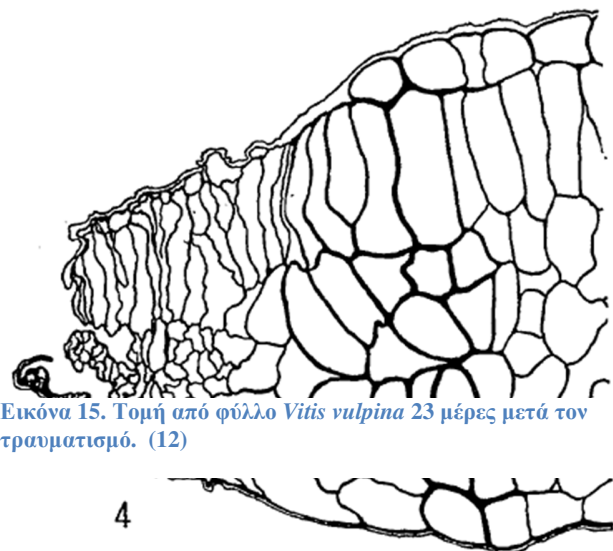 Εικόνα 15. Τομή από φύλλο Vitis vulpina 23 μέρες μετά τον
τραυματισμό. (12)
4